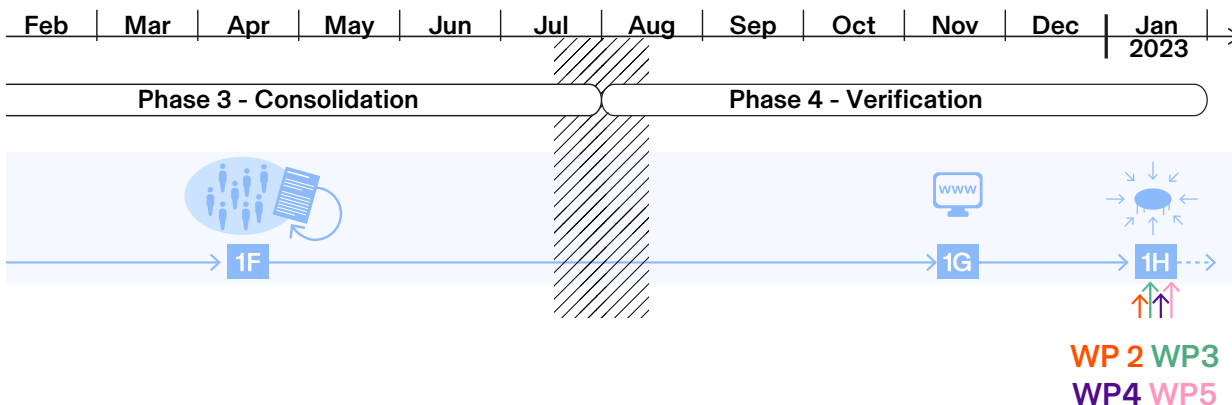 Feb Mar Apr May Jun Jul Aug Sep Oct Nov Dec Jan
2023
Phase 3 - Consolidation Phase 4 - Verification
www
1F 1G 1H
WP 2 WP3
WP4 WP5